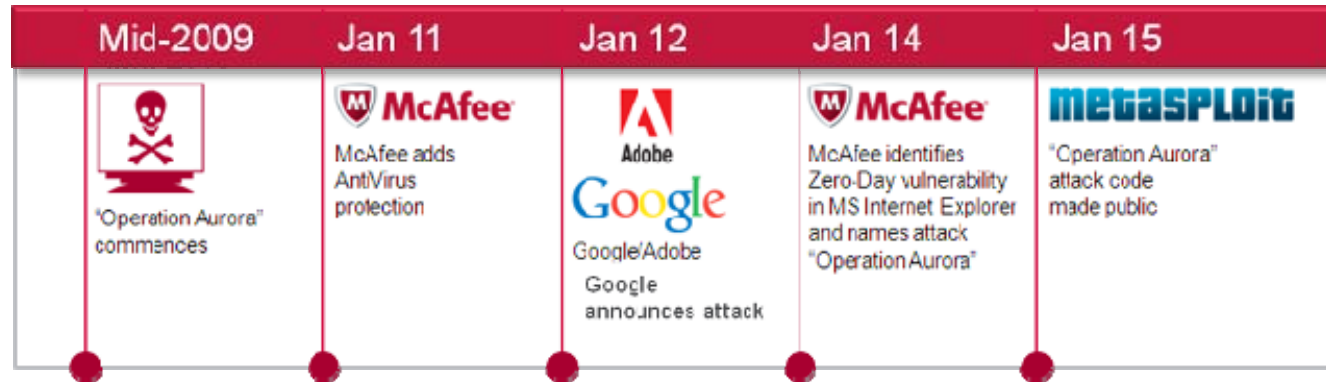 Mid-2009
Jan 11
Jan 12
Jan 14
Jan 15
"Operation Aurora"
commences
McAfee
McAfee adds
AntiVirus
protection
Adobe
Google
Google/Adobe
Google
announces attack
McAfee
McAfee identifies
Zero-Day vulnerability
in MS Internet Explorer
and names attack
"Operation Aurora"
metasploit
"Operation Aurora"
attack code
made public